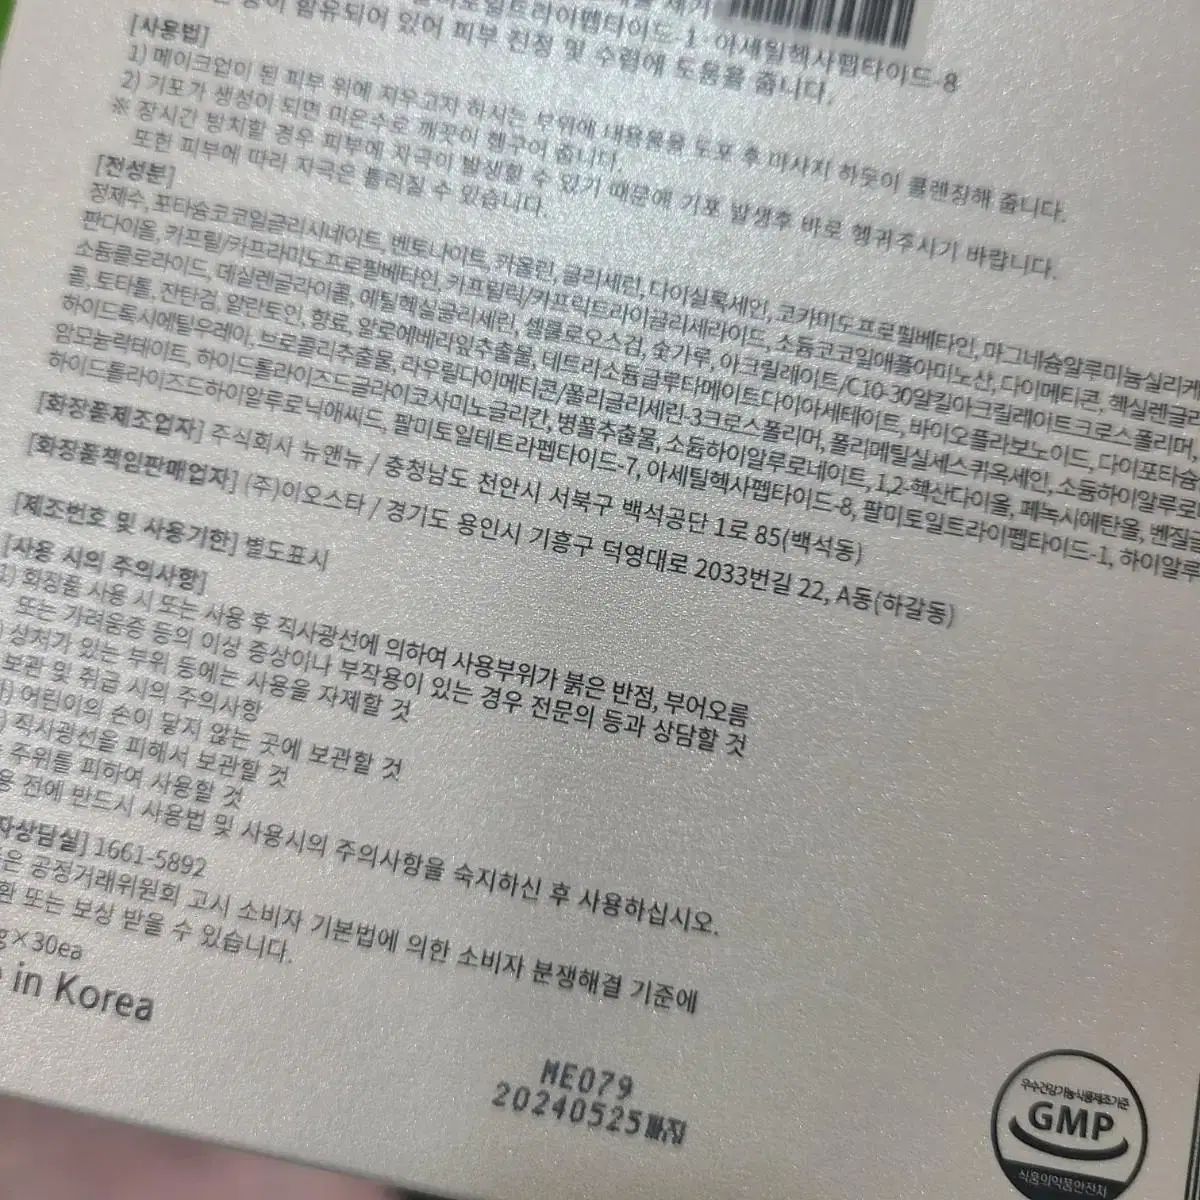 미토일트라이펩타이드-1·아세틸헥사펩타이드-8
등이 함유되어 있어 피부 진정 및 수렴에 도움을 줍니다.
[사용법]
1) 메이크업이 된 피부 위에 지우고자 하시는 부위에 내용물을 도포 후 마사지 하듯이 클렌징해 줍니다.
2) 기포가 생성이 되면 미온수로 깨끗이 헹구어 줍니다.
※ 장시간 방치할 경우 피부에 자극이 발생할 수 있기 때문에 기포 발생후 바로 헹궈주시기 바랍니다.
또한 피부에 따라 자극은 틀려질 수 있습니다.
[전성분]
정제수, 포타슘코코일글리시네이트, 벤토나이트, 카올린, 글리세린, 다이실록세인, 코카미도프로필베타인, 마그네슘알루미늄실리케
판다이올, 카프릴/카프라미도프로필베타인, 카프릴릭/카프릭트라이글리세라이드, 소듐코코일애플아미노산, 다이메티콘, 헥실렌글라
소듐클로라이드, 데실렌글라이콜, 에틸헥실글리세린, 셀룰로오스검, 숯가루, 아크릴레이트/C10-30알킬아크릴레이트크로스폴리머,
콜, 토타롤, 잔탄검, 알란토인, 향료, 알로에베라잎추출물, 테트라소듐글루타메이트다이아세테이트, 바이오플라보노이드, 다이포타슘
하이드록시에틸우레아, 브로콜리추출물, 라우릴다이메티콘/폴리글리세린-3크로스폴리머, 폴리메틸실세스퀴옥세인, 소듐하이알루로
암모늄락테이트, 하이드롤라이즈드글라이코사미노글리칸, 병풀추출물, 소듐하이알루로네이트, 1,2-헥산다이올, 페녹시에탄올, 벤질글
하이드롤라이즈드하이알루로닉애씨드, 팔미토일테트라펩타이드-7, 아세틸헥사펩타이드-8, 팔미토일트라이펩타이드-1, 하이알루
[화장품제조업자] 주식회사 뉴앤뉴 / 충청남도 천안시 서북구 백석공단 1로 85(백석동)
[화장품책임판매업자] (주)이오스타 / 경기도 용인시 기흥구 덕영대로 2033번길 22, A동(하갈동)
[제조번호 및 사용기한] 별도표시
[사용 시의 주의사항]
1) 화장품 사용 시 또는 사용 후 직사광선에 의하여 사용부위가 붉은 반점, 부어오름
또는 가려움증 등의 이상 증상이나 부작용이 있는 경우 전문의 등과 상담할 것
) 상처가 있는 부위 등에는 사용을 자제할 것
보관 및 취급 시의 주의사항
) 어린이의 손이 닿지 않는 곳에 보관할 것
) 직사광선을 피해서 보관할 것
주위를 피하여 사용할 것
용 전에 반드시 사용법 및 사용시의 주의사항을 숙지하신 후 사용하십시오.
자상담실] 1661-5892
은 공정거래위원회 고시 소비자 기본법에 의한 소비자 분쟁해결 기준에
환 또는 보상 받을 수 있습니다.
g×30ea
in Korea
ME079
20240525까지
우수건강기능식품제조기준
GMP
식품의약품안전처